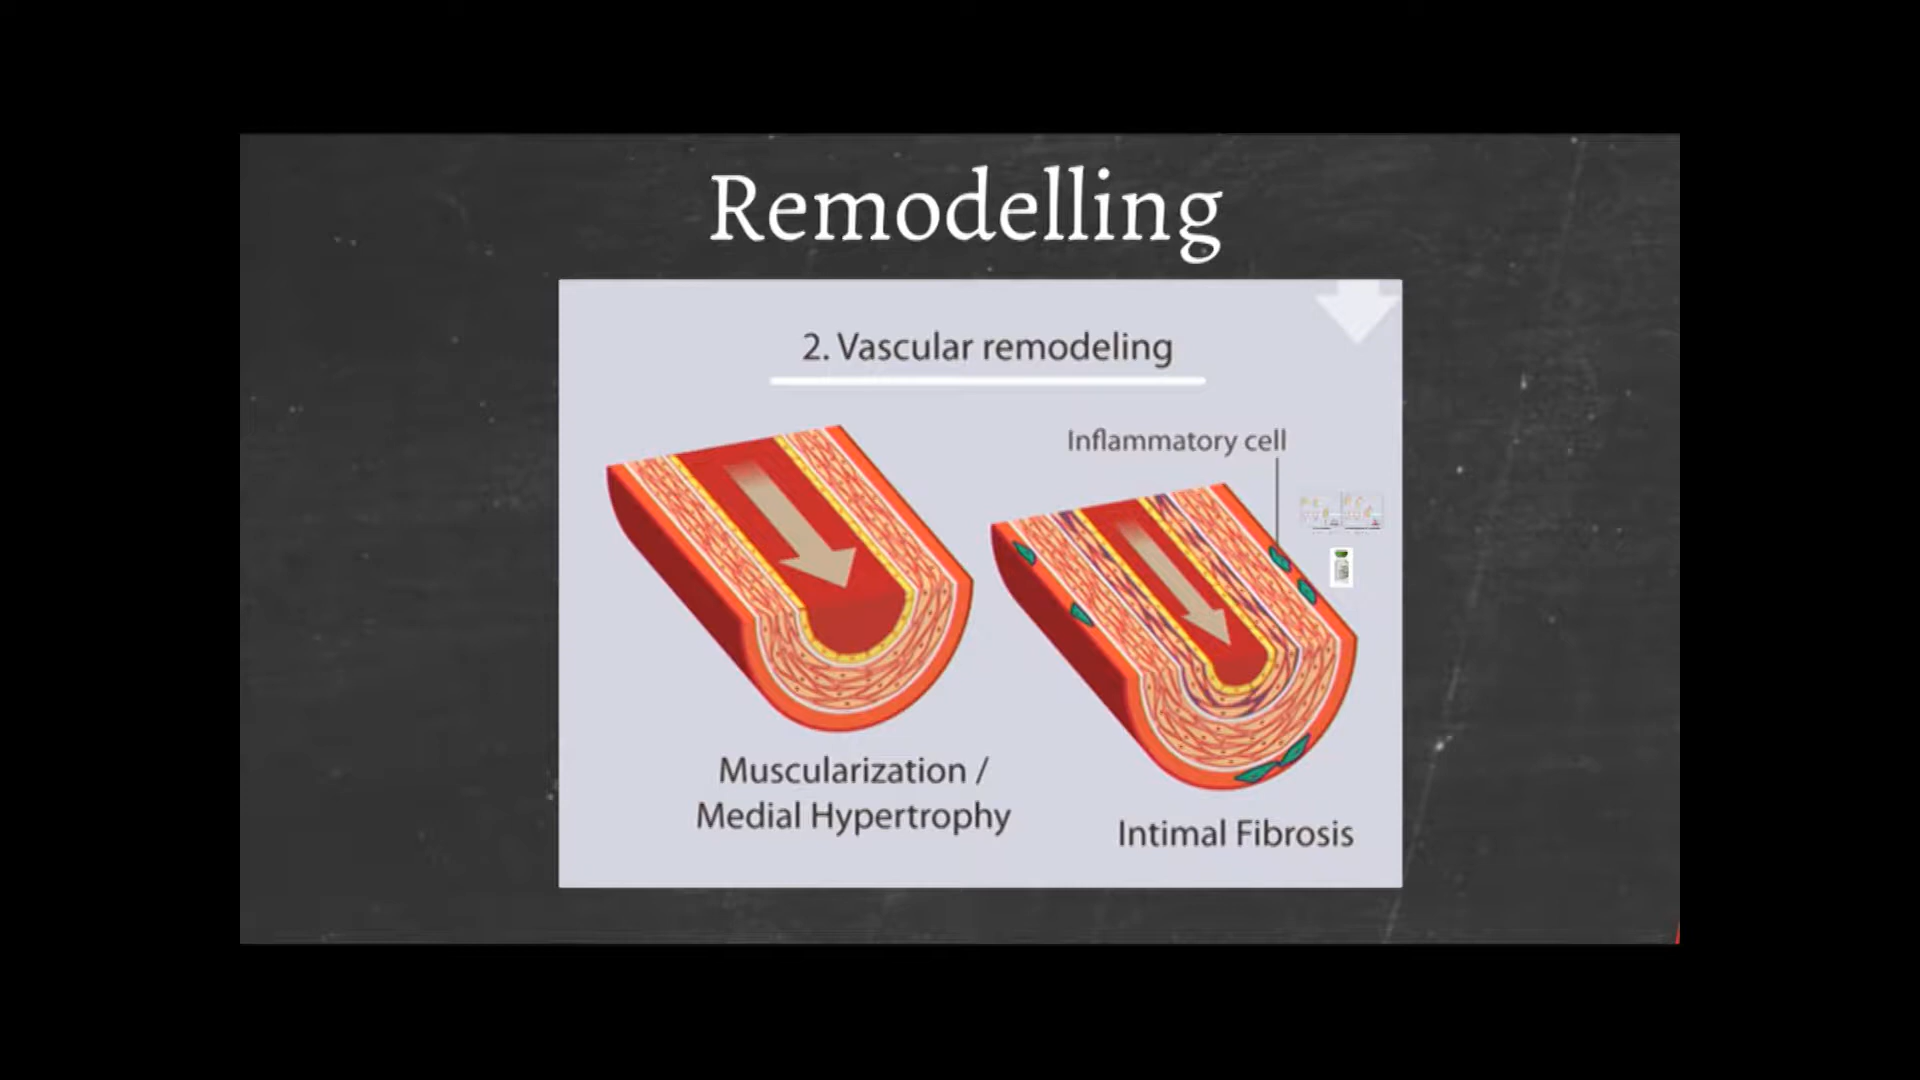 Remodelling
2. Vascular remodeling
Inflammatory cell
Muscularization /
Medial Hypertrophy
Intimal Fibrosis